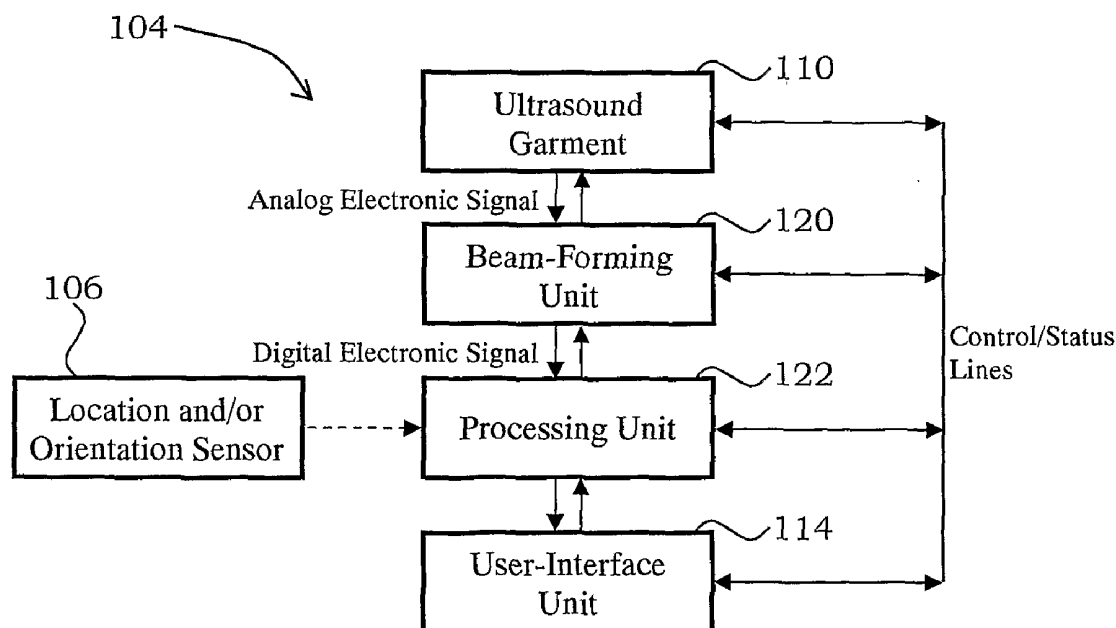 104
110
Ultrasound
Garment
Analog Electronic Signal
120
Beam-Forming
Unit
106
Digital Electronic Signal
Control/Status
Lines
122
Location and/or
Orientation Sensor
Processing Unit
114
User-Interface
Unit